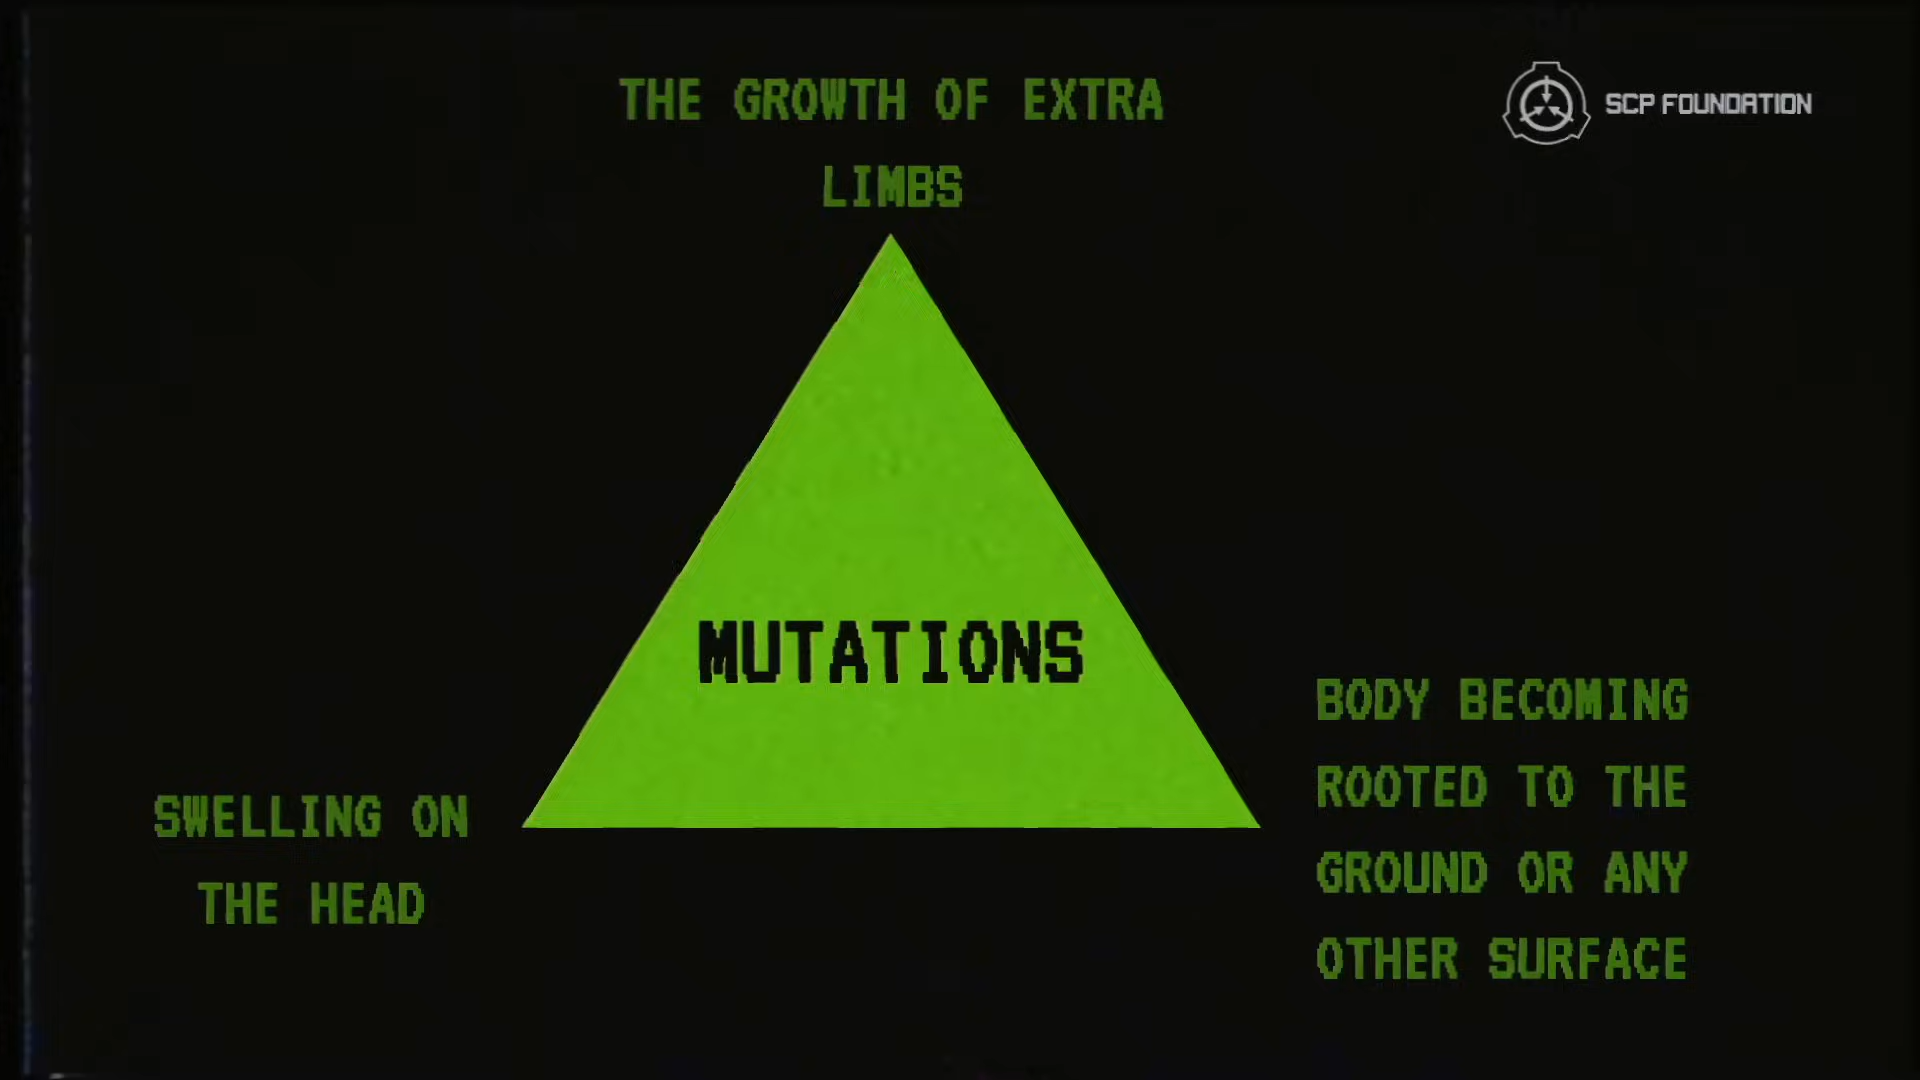 THE GROWTH OF EXTRA
LIMBS
SCP FOUNDATION
MUTATIONS
SWELLING ON
THE HEAD
BODY BECOMING
ROOTED TO THE
GROUND OR ANY
OTHER SURFACE